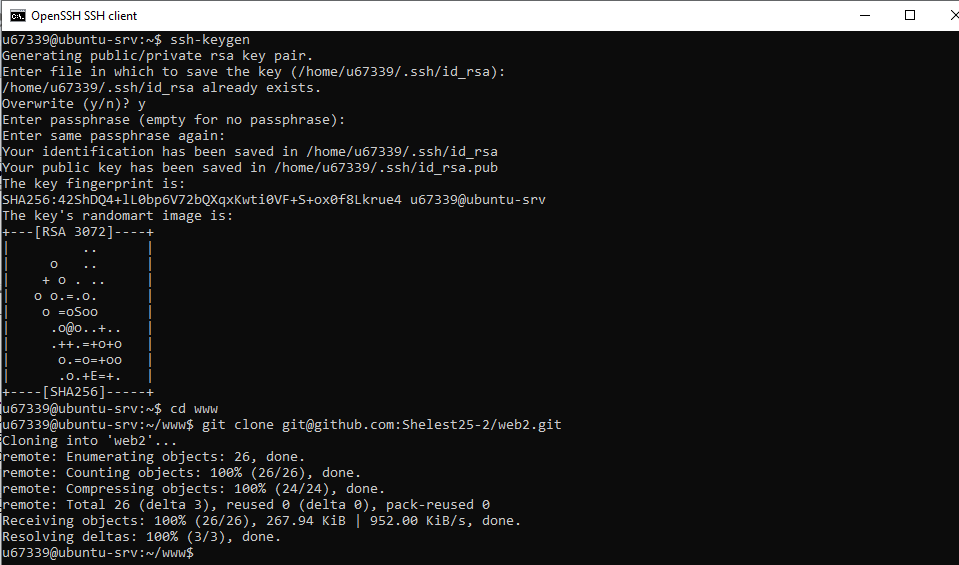 OpenSSH SSH client
u67339@ubuntu-srv:~$ ssh-keygen
Generating public/private rsa key pair.
Enter file in which to save the key (/home/u67339/.ssh/id_rsa):
/home/u67339/.ssh/id_rsa already exists.
Overwrite (y/n)? y
Enter passphrase (empty for no passphrase):
Enter same passphrase again:
Your identification has been saved in /home/u67339/.ssh/id_rsa
Your public key has been saved in /home/u67339/.ssh/id_rsa.pub
The key fingerprint is:
SHA256:42ShDQ4+lL0bp6V72bQXqxKwti0VF+S+ox0f8Lkrue4 u67339@ubuntu-srv
The key's randomart image is:
+---[RSA 3072]----+
|         ..      |
|     o   ..      |
|    + o . ..     |
|   o o.=.o.      |
|    o =oSoo      |
|     .o@o..+..   |
|     .++.=+o+o   |
|      o.=o=+oo   |
|      .o.+E=+.   |
+----[SHA256]-----+
u67339@ubuntu-srv:~$ cd www
u67339@ubuntu-srv:~/www$ git clone git@github.com:Shelest25-2/web2.git
Cloning into 'web2'...
remote: Enumerating objects: 26, done.
remote: Counting objects: 100% (26/26), done.
remote: Compressing objects: 100% (24/24), done.
remote: Total 26 (delta 3), reused 0 (delta 0), pack-reused 0
Receiving objects: 100% (26/26), 267.94 KiB | 952.00 KiB/s, done.
Resolving deltas: 100% (3/3), done.
u67339@ubuntu-srv:~/www$